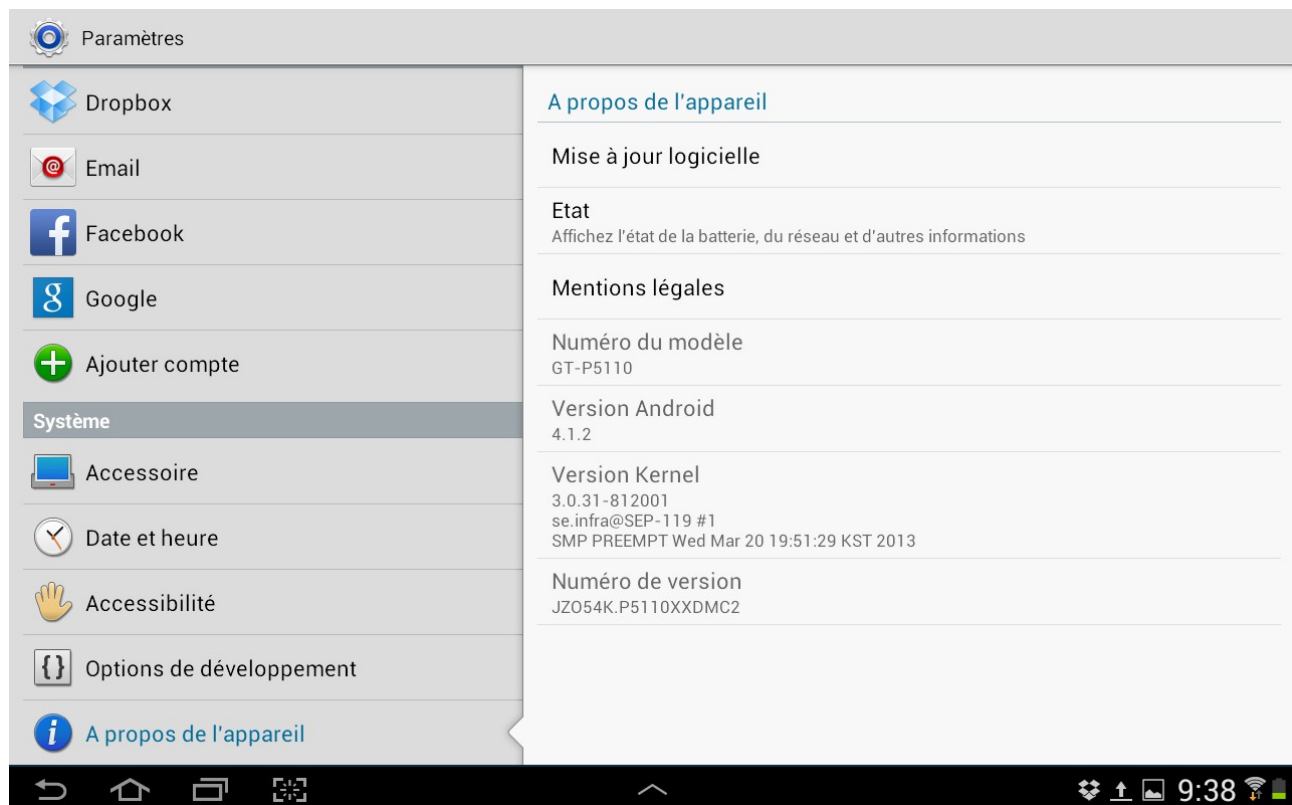 Paramètres
Dropbox
Email
Facebook
Google
Ajouter compte
Système
Accessoire
Date et heure
Accessibilité
Options de développement
A propos de l'appareil
A propos de l'appareil
Mise à jour logicielle
Etat
Affichez l'état de la batterie, du réseau et d'autres informations
Mentions légales
Numéro du modèle
GT-P5110
Version Android
4.1.2
Version Kernel
3.0.31-812001
se.infra@SEP-119 #1
SMP PREEMPT Wed Mar 20 19:51:29 KST 2013
Numéro de version
JZO54K.P5110XXDMC2
9:38